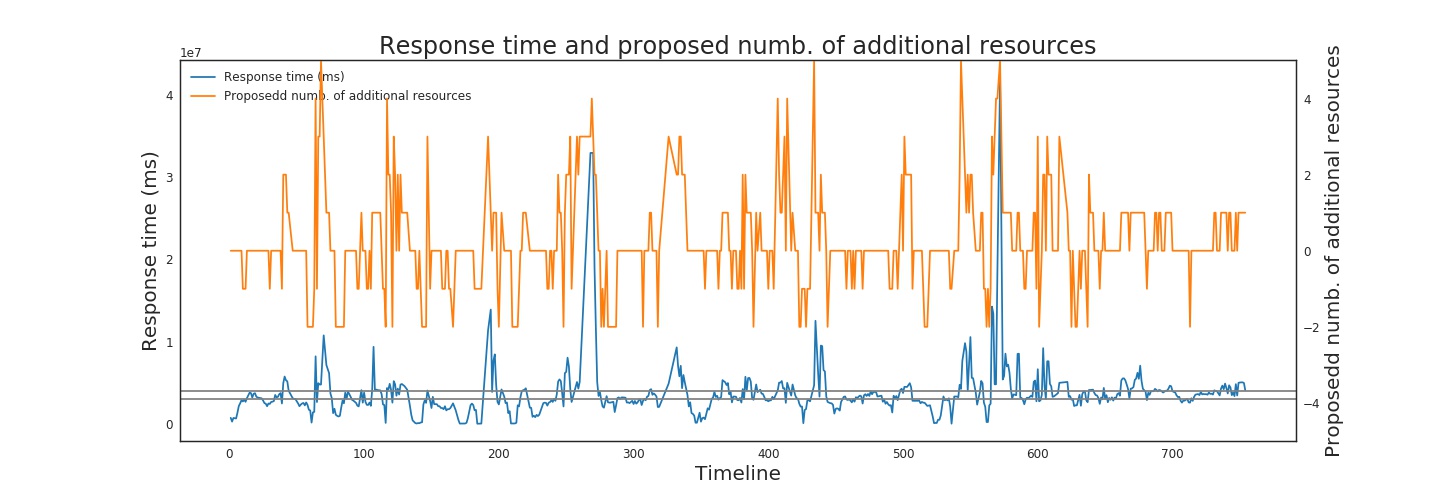 Response time and proposed numb. of additional resources
1e7
Response time (ms)
Proposedd numb. of additional resources
4
3
2
1
0
Response time (ms)
4
2
0
−2
−4
Proposedd numb. of additional resources
0 100 200 300 400 500 600 700
Timeline